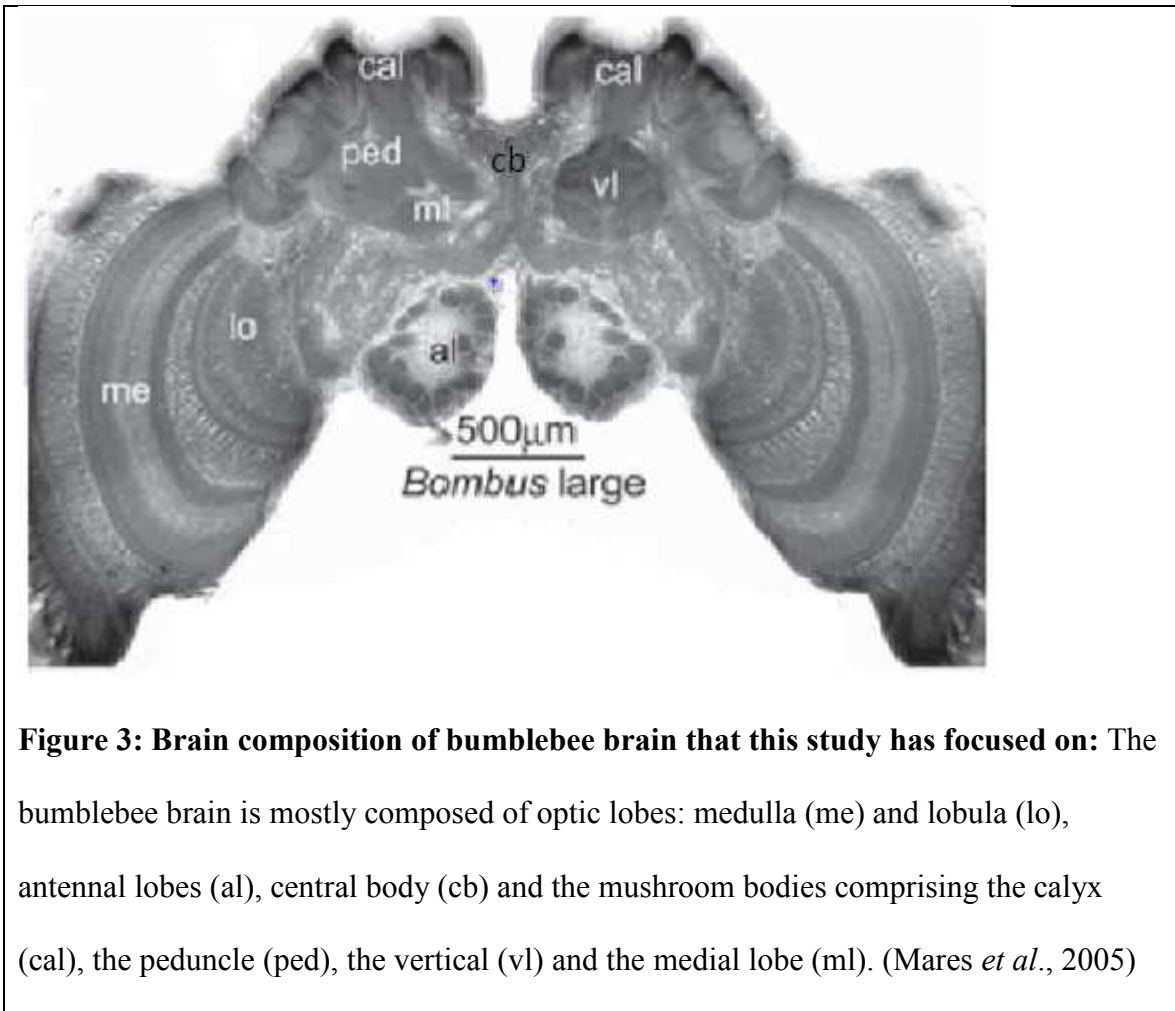 cal
cal
ped
cb
vl
ml
lo
al
me
500µm
Bombus large
Figure 3: Brain composition of bumblebee brain that this study has focused on: The
bumblebee brain is mostly composed of optic lobes: medulla (me) and lobula (lo),
antennal lobes (al), central body (cb) and the mushroom bodies comprising the calyx
(cal), the peduncle (ped), the vertical (vl) and the medial lobe (ml). (Mares et al., 2005)